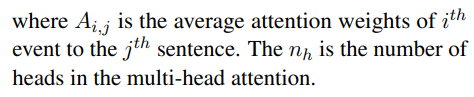 where A_{i,j} is the average attention weights of i^{th}
event to the j^{th} sentence. The n_h is the number of
heads in the multi-head attention.